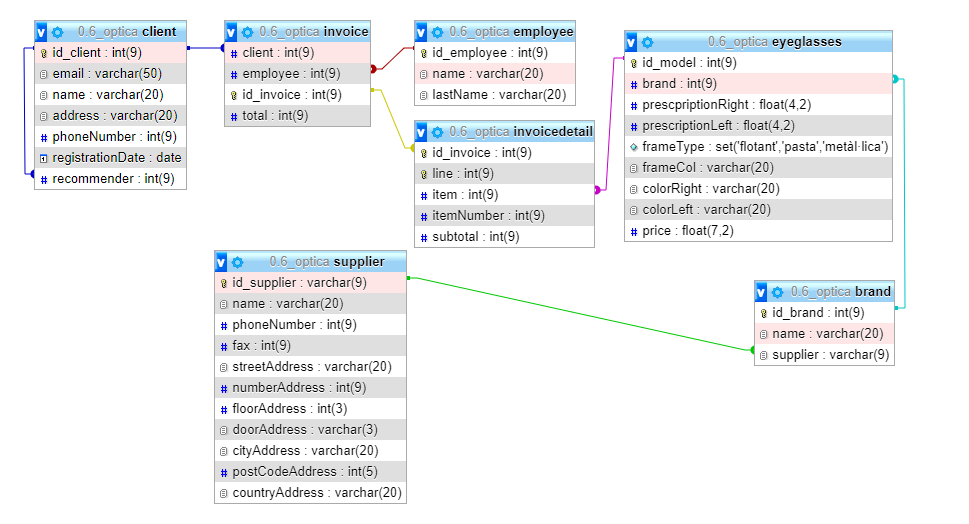 0.6_optica client
id_client : int(9)
email : varchar(50)
name : varchar(20)
address : varchar(20)
phoneNumber : int(9)
registrationDate : date
recommender : int(9)
0.6_optica invoice
client : int(9)
employee : int(9)
id_invoice : int(9)
total : int(9)
0.6_optica employee
id_employee : int(9)
name : varchar(20)
lastName : varchar(20)
0.6_optica invoicedetail
id_invoice : int(9)
line : int(9)
item : int(9)
itemNumber : int(9)
subtotal : int(9)
0.6_optica eyeglasses
id_model : int(9)
brand : int(9)
prescpriptionRight : float(4,2)
prescriptionLeft : float(4,2)
frameType : set('flotant','pasta','metàl·lica')
frameCol : varchar(20)
colorRight : varchar(20)
colorLeft : varchar(20)
price : float(7,2)
0.6_optica supplier
id_supplier : varchar(9)
name : varchar(20)
phoneNumber : int(9)
fax : int(9)
streetAddress : varchar(20)
numberAddress : int(9)
floorAddress : int(3)
doorAddress : varchar(3)
cityAddress : varchar(20)
postCodeAddress : int(5)
countryAddress : varchar(20)
0.6_optica brand
id_brand : int(9)
name : varchar(20)
supplier : varchar(9)